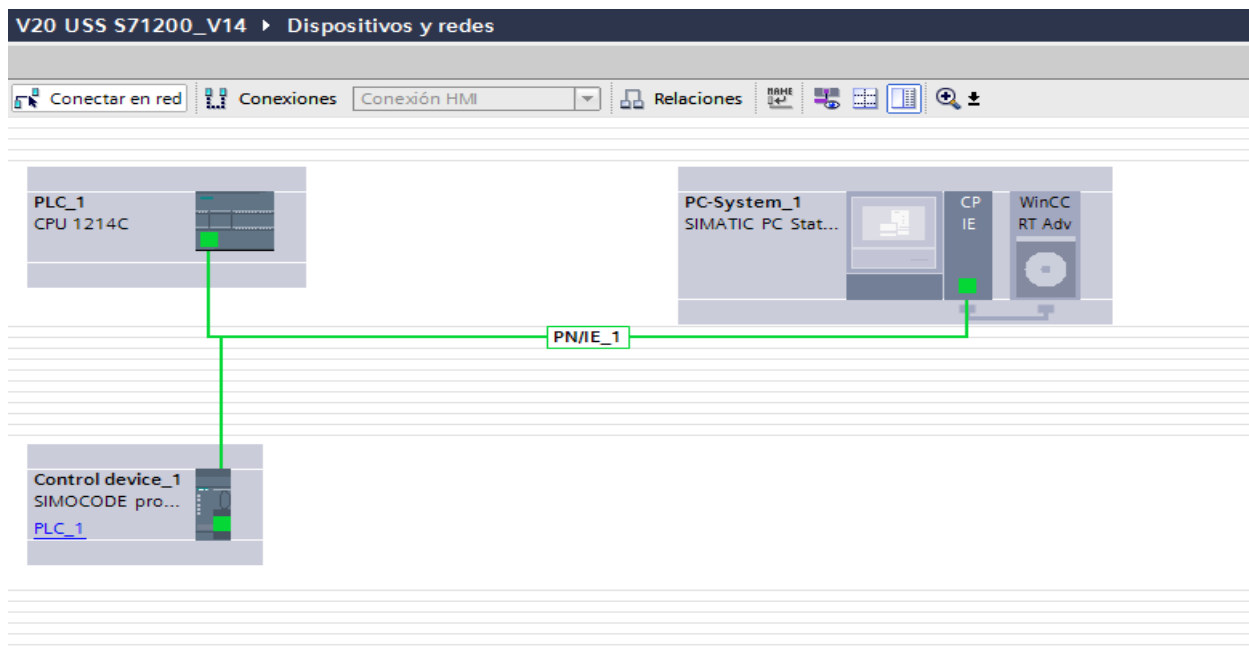 V20 USS S71200_V14 ▸ Dispositivos y redes
Conectar en red Conexiones Conexión HMI Relaciones NAME
PLC_1
CPU 1214C
PC-System_1
SIMATIC PC Stat...
CP
IE
WinCC
RT Adv
PN/IE_1
Control device_1
SIMOCODE pro...
PLC_1